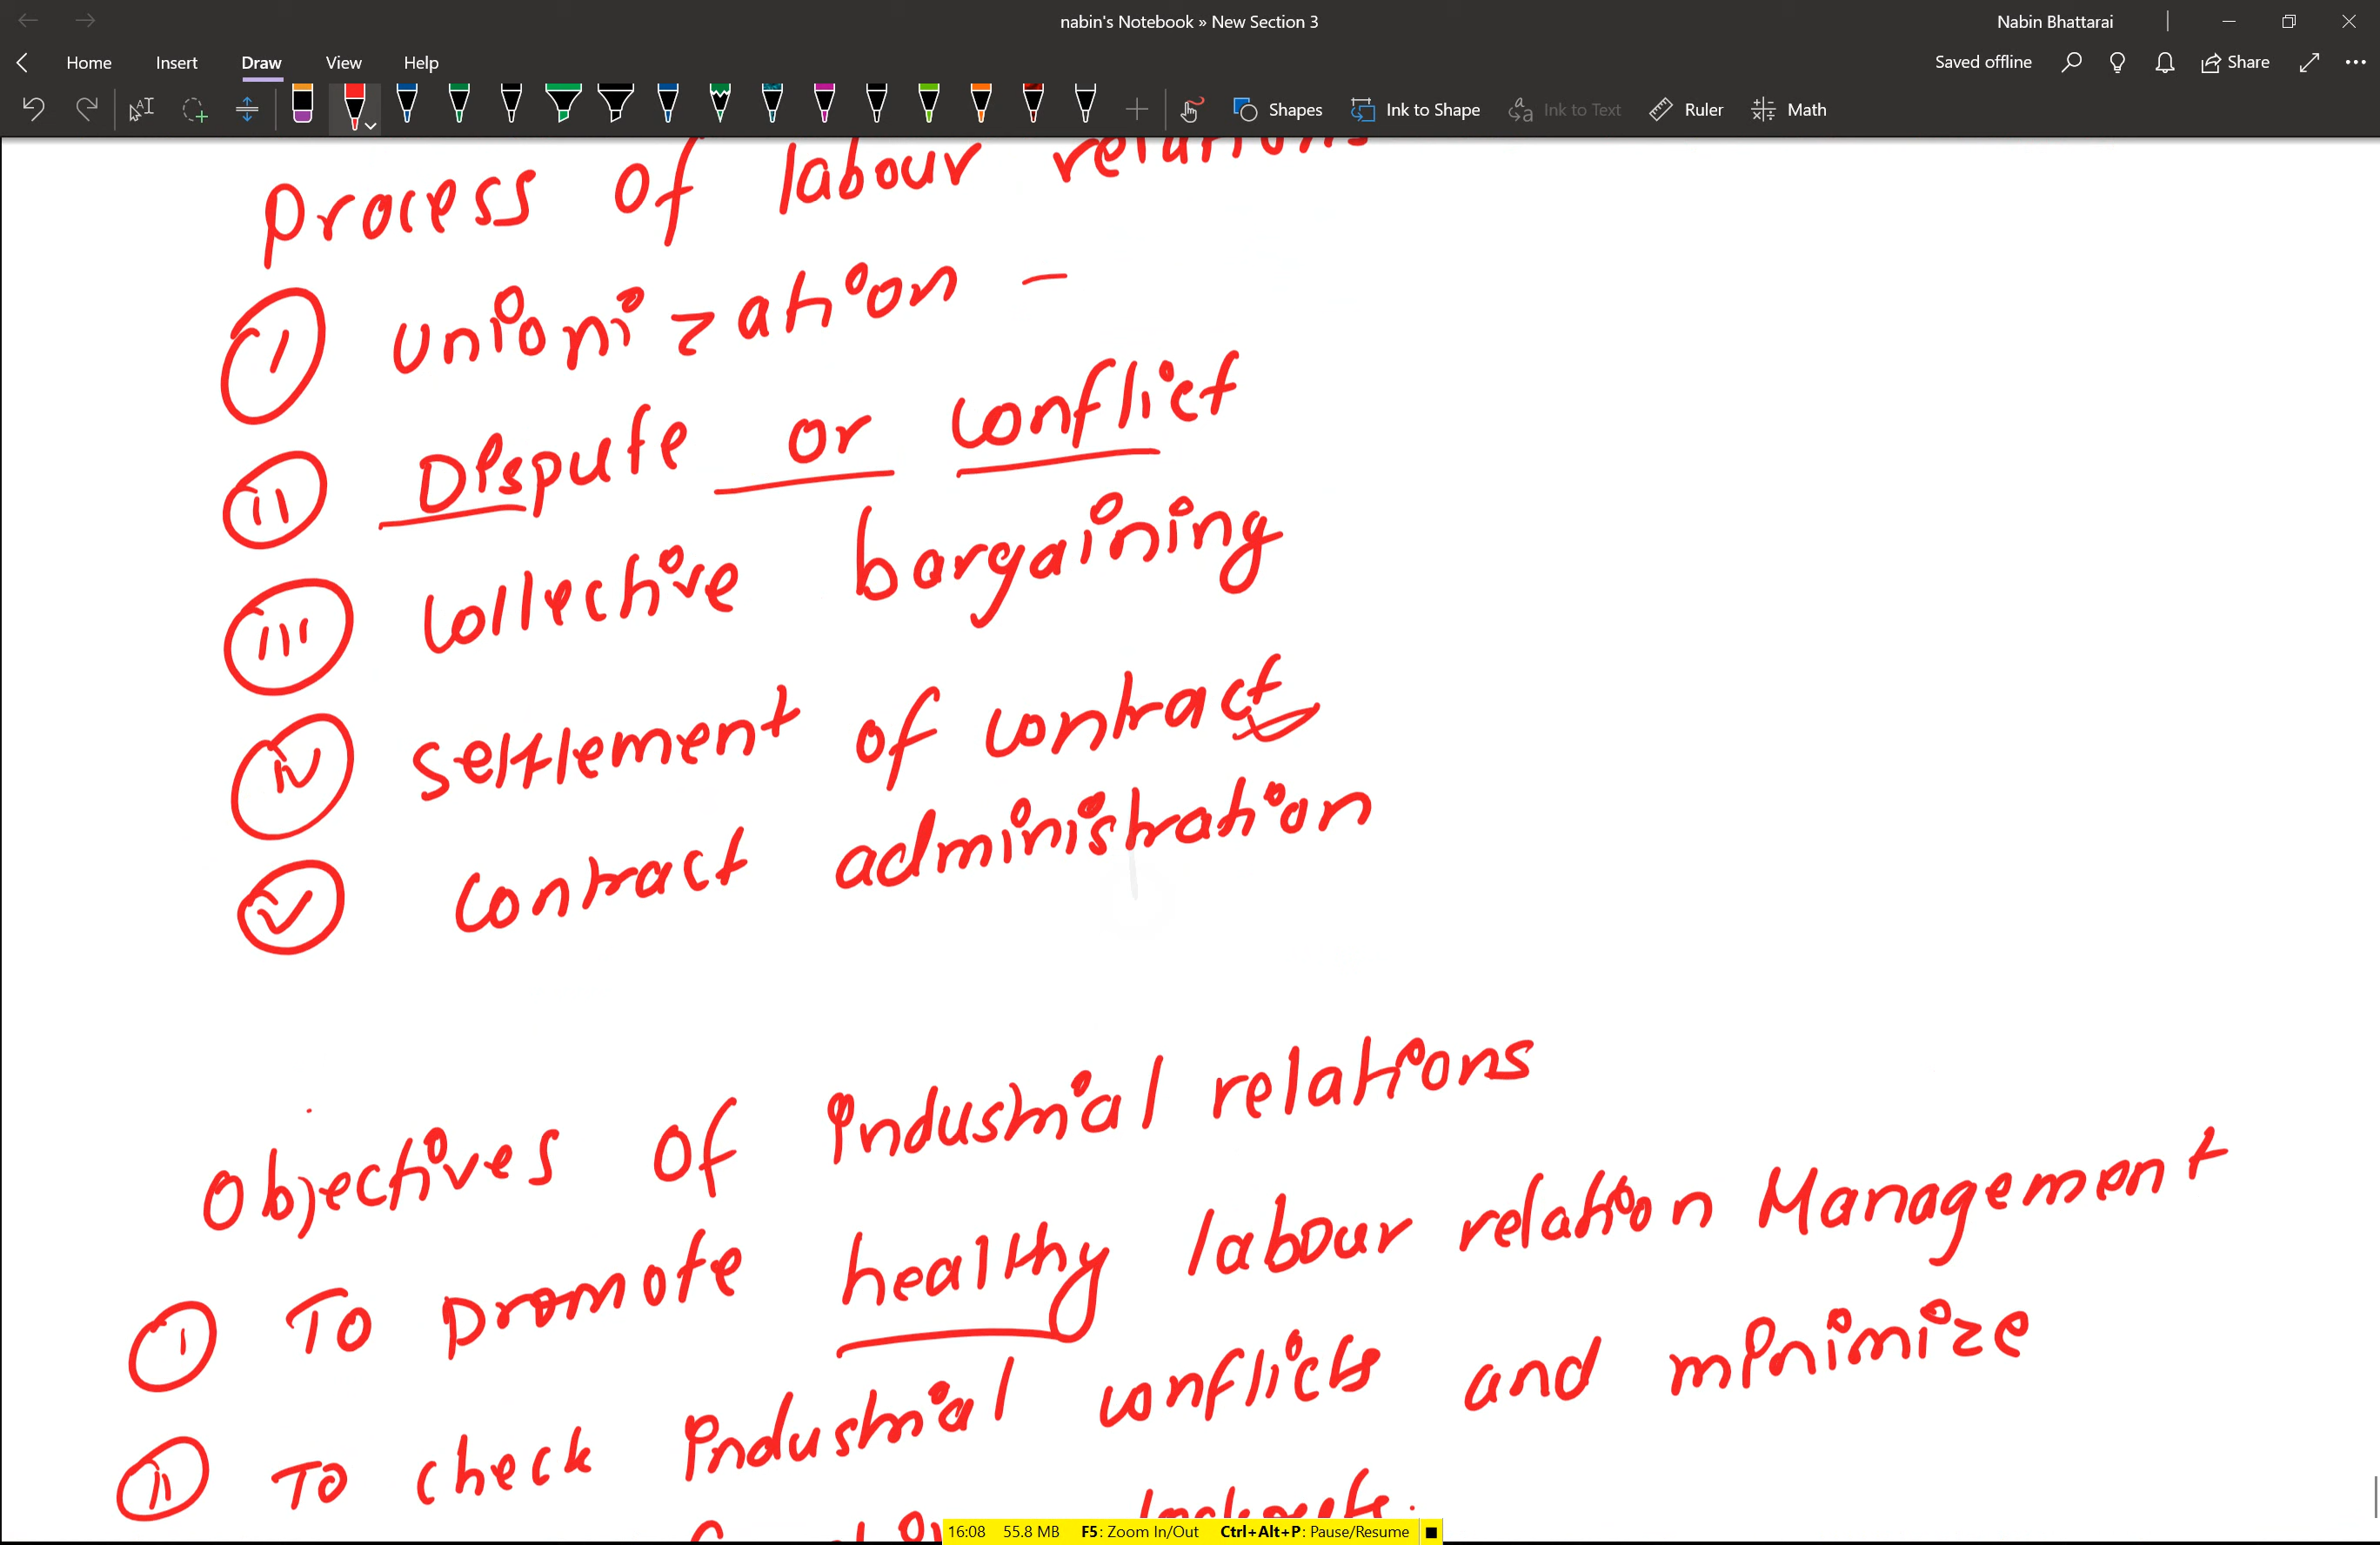 nabin's Notebook » New Section 3
Nabin Bhattarai
Home Insert Draw View Help
Saved offline Share
Shapes Ink to Shape Ink to Text Ruler Math
process of labour relations
i unionization -
ii Dispute or conflict
iii collective bargaining
iv settlement of contract
v contract administration
Objectives of industrial relations
i To promote healthy labour relation Management
ii To check industrial conflicts and minimize
16:08 55.8 MB F5: Zoom In/Out Ctrl+Alt+P: Pause/Resume